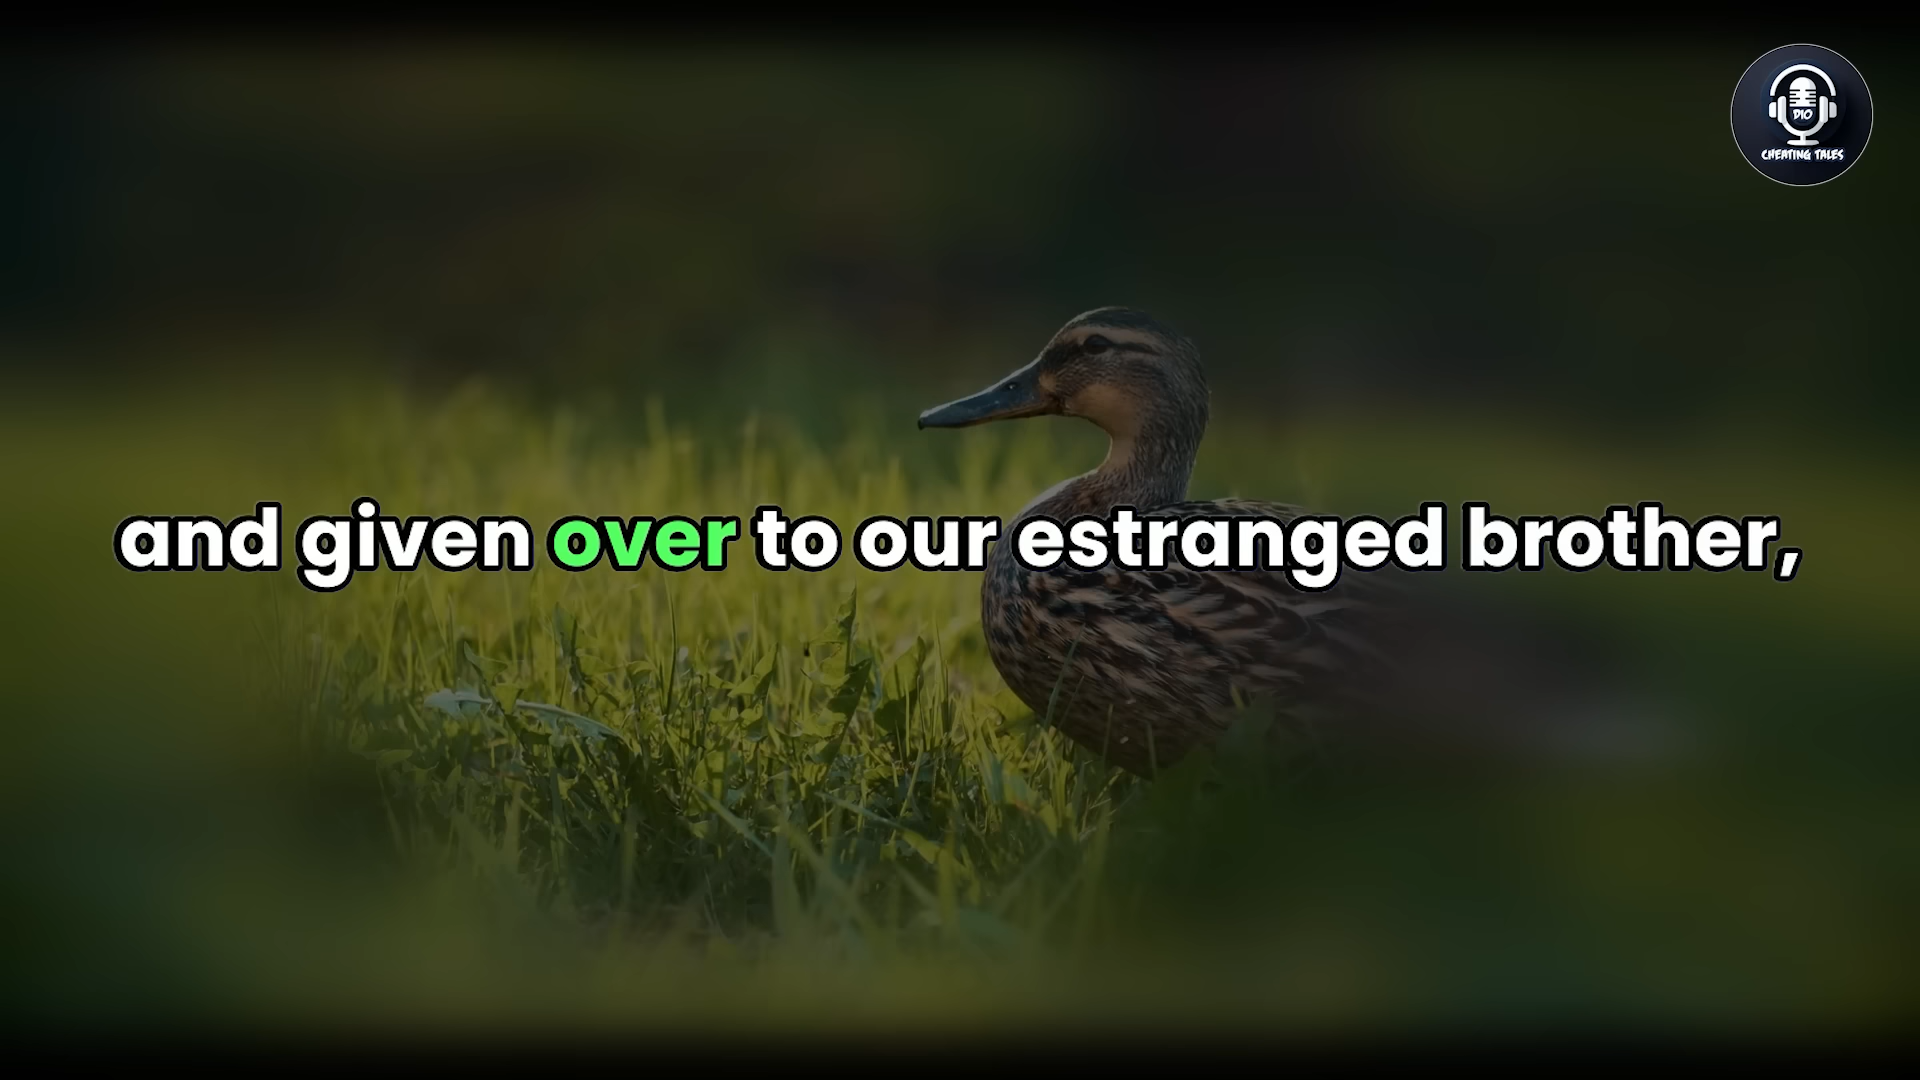 DIO
CHEATING TALES
and given over to our estranged brother,